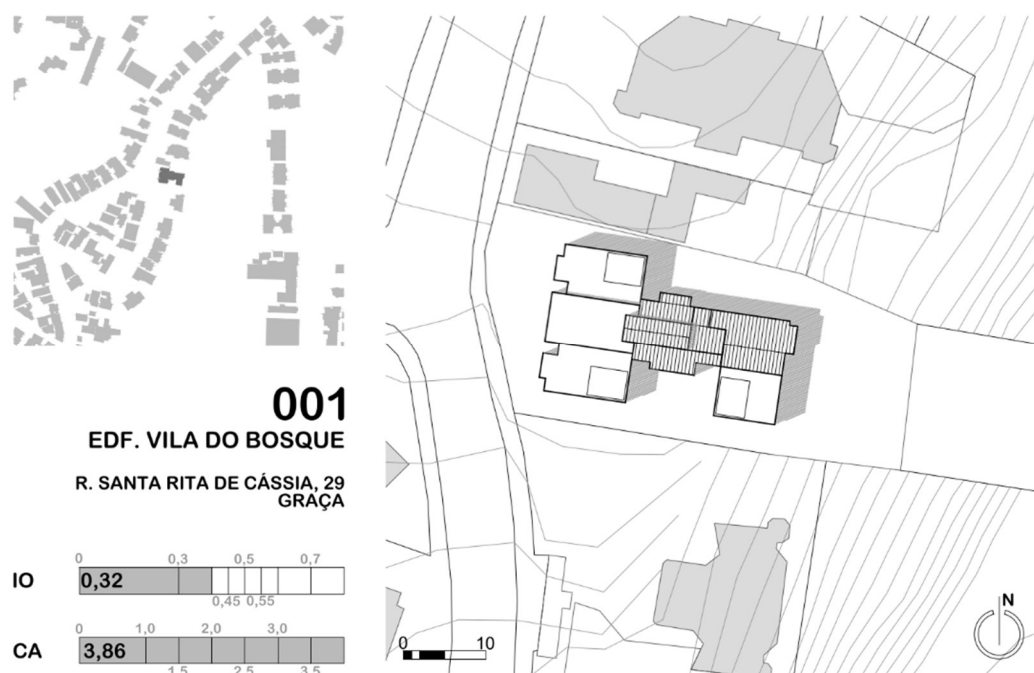 001
EDF. VILA DO BOSQUE
R. SANTA RITA DE CÁSSIA, 29
GRAÇA
0 0,3 0,5 0,7
IO 0,32
0,45 0,55
0 1,0 2,0 3,0
CA 3,86
1,5 2,5 3,5
0 10
N